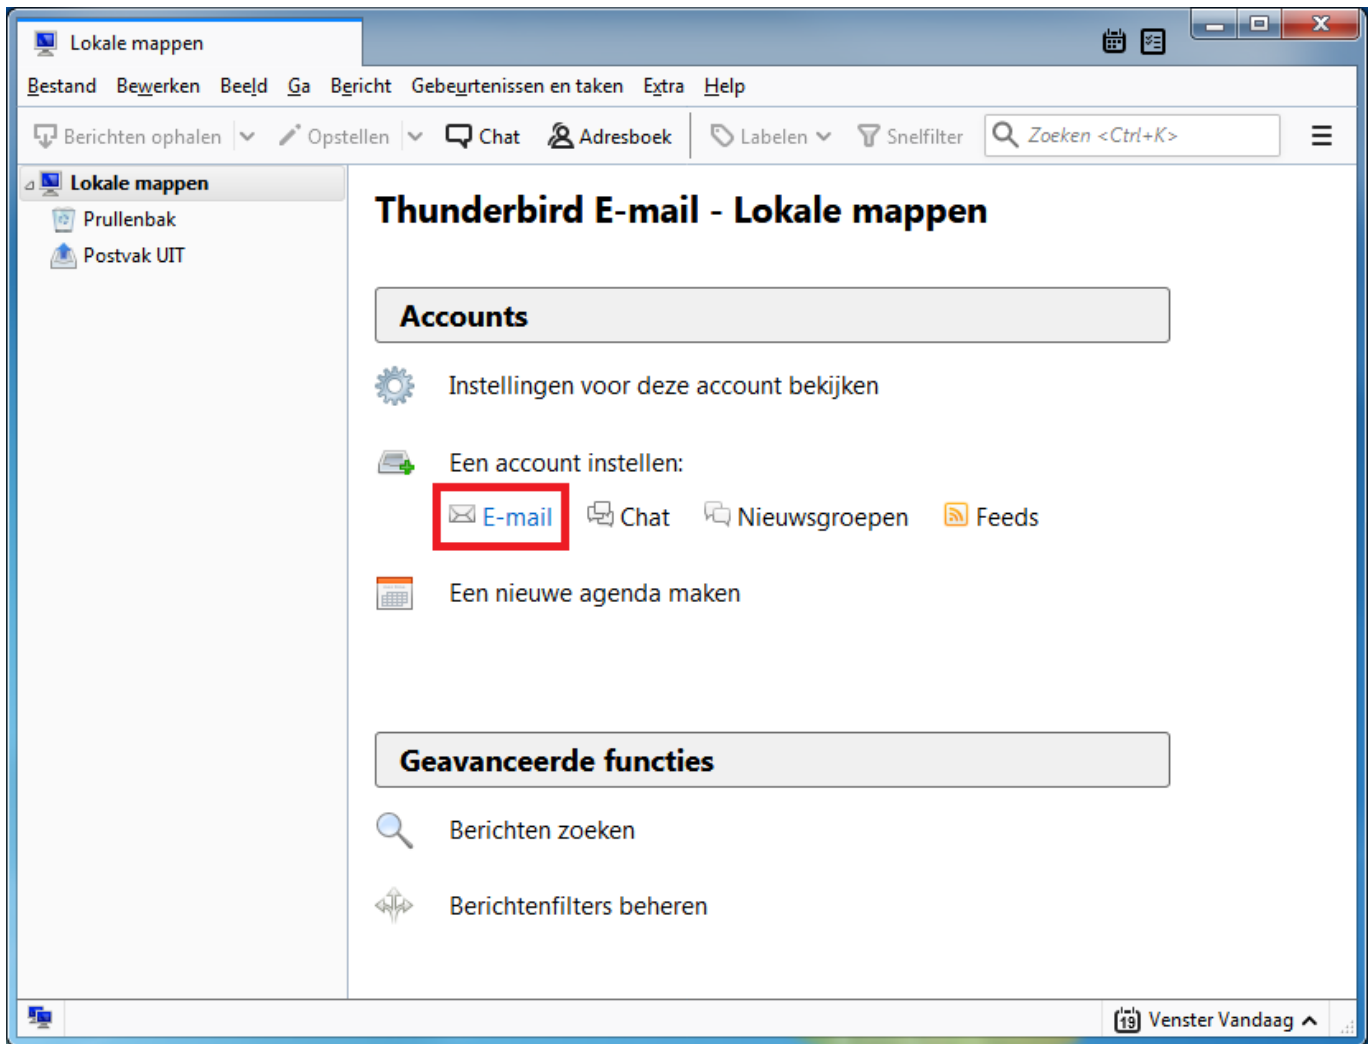 Lokale mappen
Bestand Bewerken Beeld Ga Bericht Gebeurtenissen en taken Extra Help
Berichten ophalen Opstellen Chat Adresboek Labelen Snelfilter Zoeken <Ctrl+K>
Lokale mappen
Prullenbak
Postvak UIT
Thunderbird E-mail - Lokale mappen
Accounts
Instellingen voor deze account bekijken
Een account instellen:
E-mail Chat Nieuwsgroepen Feeds
Een nieuwe agenda maken
Geavanceerde functies
Berichten zoeken
Berichtenfilters beheren
19 Venster Vandaag